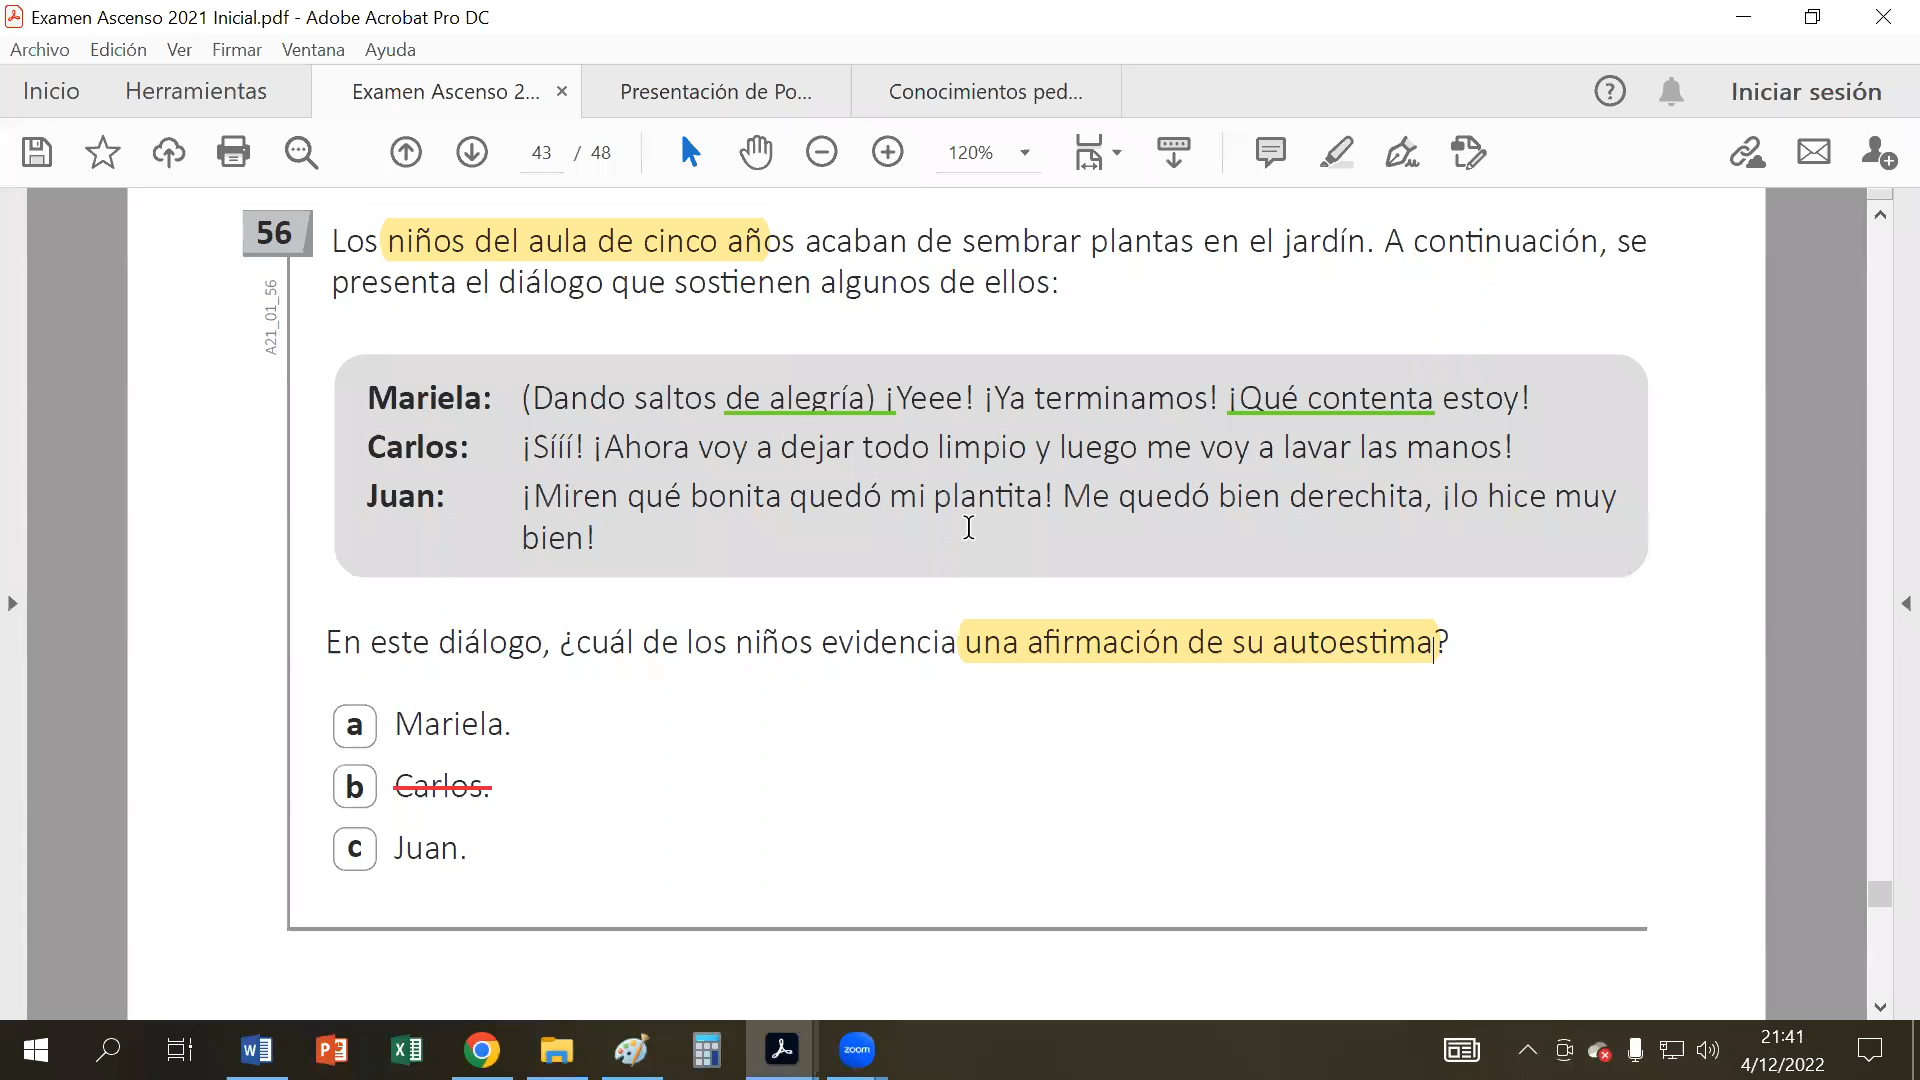 Examen Ascenso 2021 Inicial.pdf - Adobe Acrobat Pro DC
Archivo Edición Ver Firmar Ventana Ayuda
Inicio Herramientas Examen Ascenso 2... × Presentación de Po... Conocimientos ped... Iniciar sesión
43 / 48 120%
56 Los niños del aula de cinco años acaban de sembrar plantas en el jardín. A continuación, se
presenta el diálogo que sostienen algunos de ellos:
A21_01_56
Mariela: (Dando saltos de alegría) ¡Yeee! ¡Ya terminamos! ¡Qué contenta estoy!
Carlos: ¡Sííí! ¡Ahora voy a dejar todo limpio y luego me voy a lavar las manos!
Juan: ¡Miren qué bonita quedó mi plantita! Me quedó bien derechita, ¡lo hice muy
bien!
En este diálogo, ¿cuál de los niños evidencia una afirmación de su autoestima?
a Mariela.
b Carlos.
c Juan.
zoom
21:41
4/12/2022